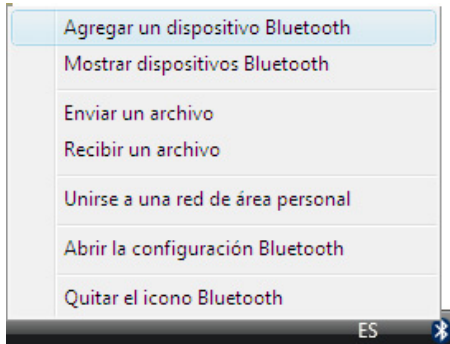 Agregar un dispositivo Bluetooth
Mostrar dispositivos Bluetooth
Enviar un archivo
Recibir un archivo
Unirse a una red de área personal
Abrir la configuración Bluetooth
Quitar el icono Bluetooth
ES